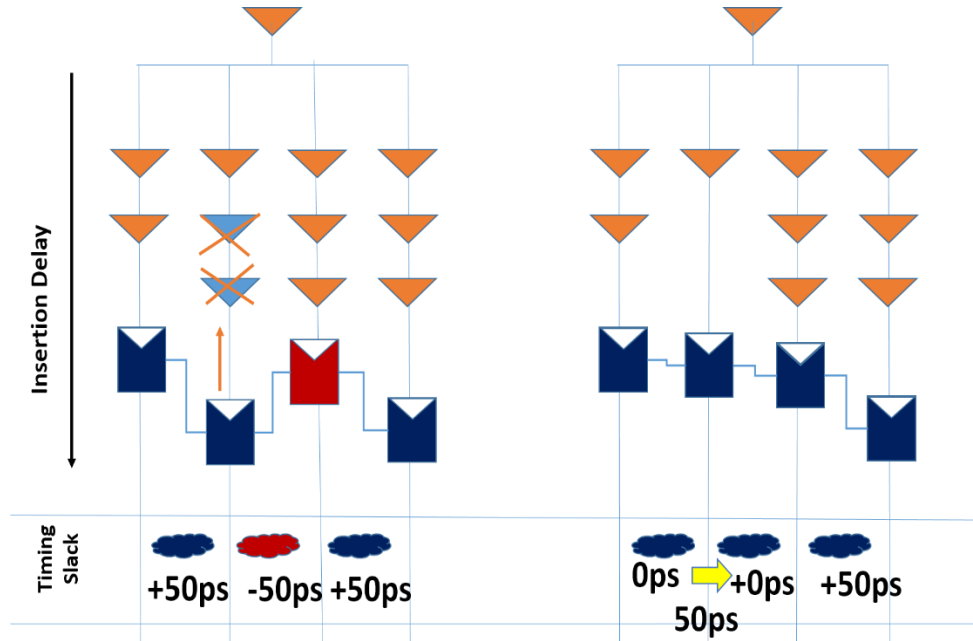 Insertion Delay
Timing
Slack
+50ps
-50ps
+50ps
0ps
+0ps
+50ps
50ps